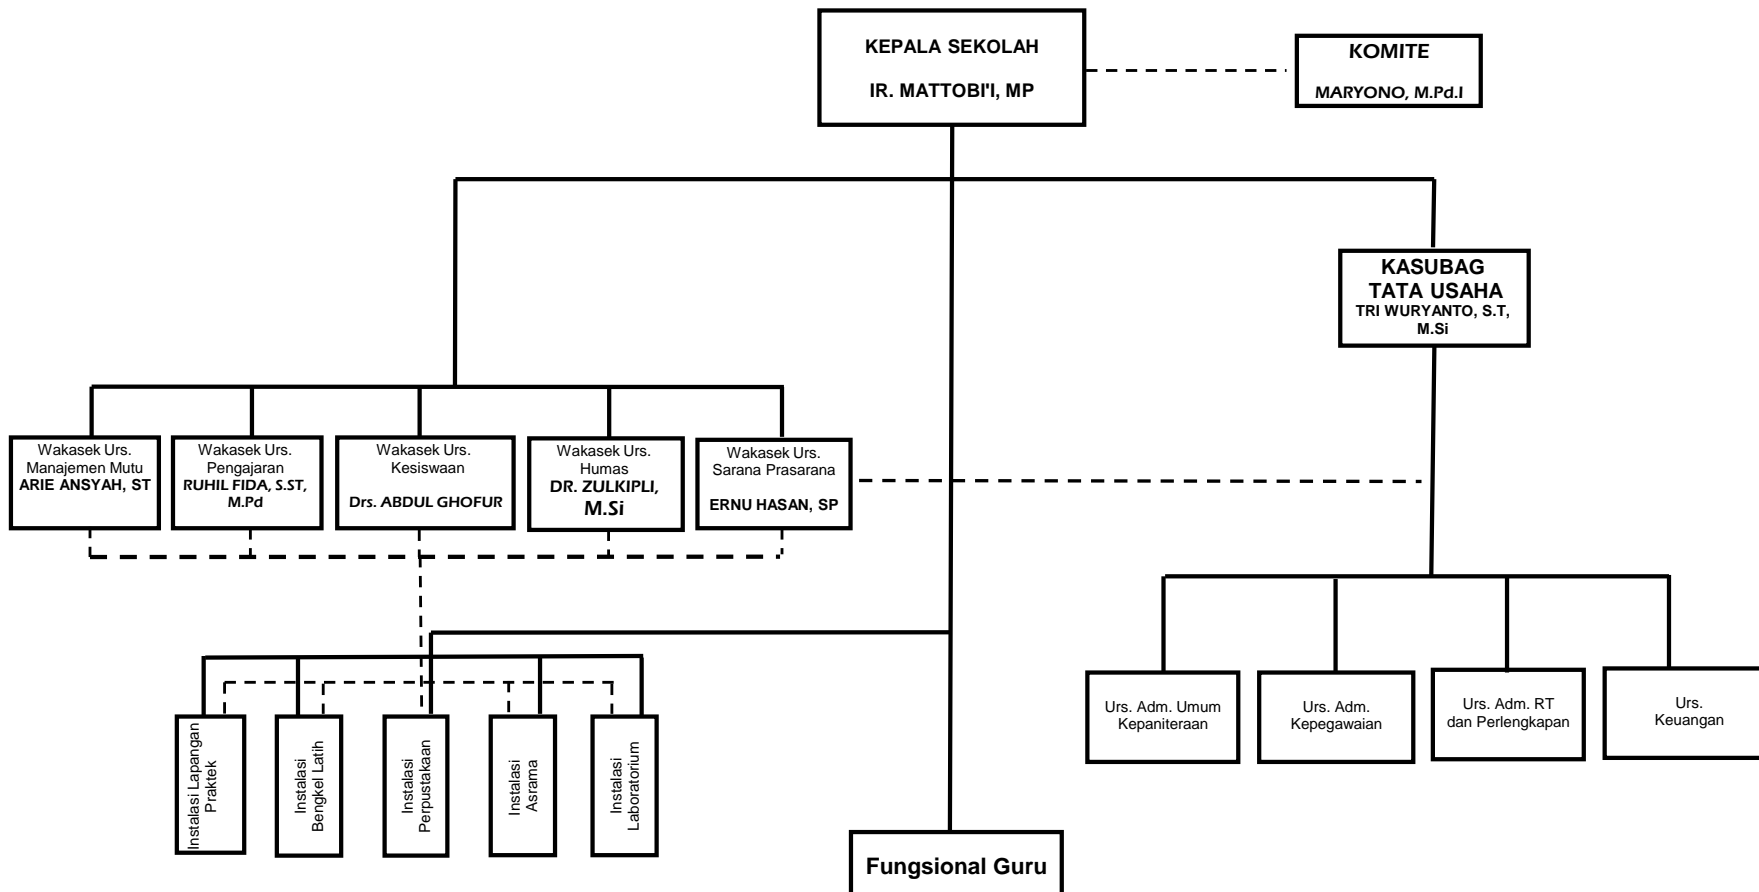 KEPALA SEKOLAH
IR. MATTOBI'I, MP
KOMITE
MARYONO, M.Pd.I
KASUBAG
TATA USAHA
TRI WURYANTO, S.T,
M.Si
Wakasek Urs.
Manajemen Mutu
ARIE ANSYAH, ST
Wakasek Urs.
Pengajaran
RUHIL FIDA, S.ST,
M.Pd
Wakasek Urs.
Kesiswaan
Drs. ABDUL GHOFUR
Wakasek Urs.
Humas
DR. ZULKIPLI,
M.Si
Wakasek Urs.
Sarana Prasarana
ERNU HASAN, SP
Urs. Adm. Umum
Kepaniteraan
Urs. Adm.
Kepegawaian
Urs. Adm. RT
dan Perlengkapan
Urs.
Keuangan
Instalasi Lapangan
Praktek
Instalasi
Bengkel Latih
Instalasi
Perpustakaan
Instalasi
Asrama
Instalasi
Laboratorium
Fungsional Guru